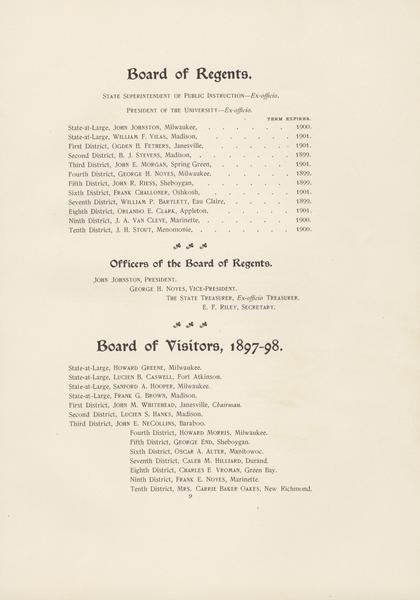 Board of Regents.
STATE SUPERINTENDENT OF PUBLIC INSTRUCTION—Ex-officio.
PRESIDENT OF THE UNIVERSITY—Ex-officio.
TERM EXPIRES.
State-at-Large, JOHN JOHNSTON, Milwaukee, . . . . . . 1900.
State-at-Large, WILLIAM F. VILAS, Madison, . . . . . . 1901.
First District, OGDEN H. FETHERS, Janesville, . . . . . . 1901.
Second District, B. J. STEVENS, Madison, . . . . . . . 1899.
Third District, JOHN E. MORGAN, Spring Green, . . . . . 1901.
Fourth District, GEORGE H. NOYES, Milwaukee, . . . . . 1899.
Fifth District, JOHN R. RIESS, Sheboygan, . . . . . . 1899.
Sixth District, FRANK CHALLONER, Oshkosh, . . . . . . 1901.
Seventh District, WILLIAM P. BARTLETT, Eau Claire, . . . . 1899.
Eighth District, ORLANDO E. CLARK, Appleton, . . . . . 1901.
Ninth District, J. A. VAN CLEVE, Marinette, . . . . . . 1900.
Tenth District, J. H. STOUT, Menomonie, . . . . . . . 1900.
Officers of the Board of Regents.
JOHN JOHNSTON, PRESIDENT.
GEORGE H. NOYES, VICE-PRESIDENT.
THE STATE TREASURER, Ex-officio TREASURER.
E. F. RILEY, SECRETARY.
Board of Visitors, 1897-98.
State-at-Large, HOWARD GREENE, Milwaukee.
State-at-Large, LUCIEN B. CASWELL, Fort Atkinson.
State-at-Large, SANFORD A. HOOPER, Milwaukee.
State-at-Large, FRANK G. BROWN, Madison.
First District, JOHN M. WHITEHEAD, Janesville, Chairman.
Second District, LUCIEN S. HANKS, Madison.
Third District, JOHN E. NECOLLINS, Baraboo.
Fourth District, HOWARD MORRIS, Milwaukee.
Fifth District, GEORGE END, Sheboygan.
Sixth District, OSCAR A. ALTER, Manitowoc.
Seventh District, CALEB M. HILLIARD, Durand.
Eighth District, CHARLES E. VROMAN, Green Bay.
Ninth District, FRANK E. NOYES, Marinette.
Tenth District, MRS. CARRIE BAKER OAKES, New Richmond.
9